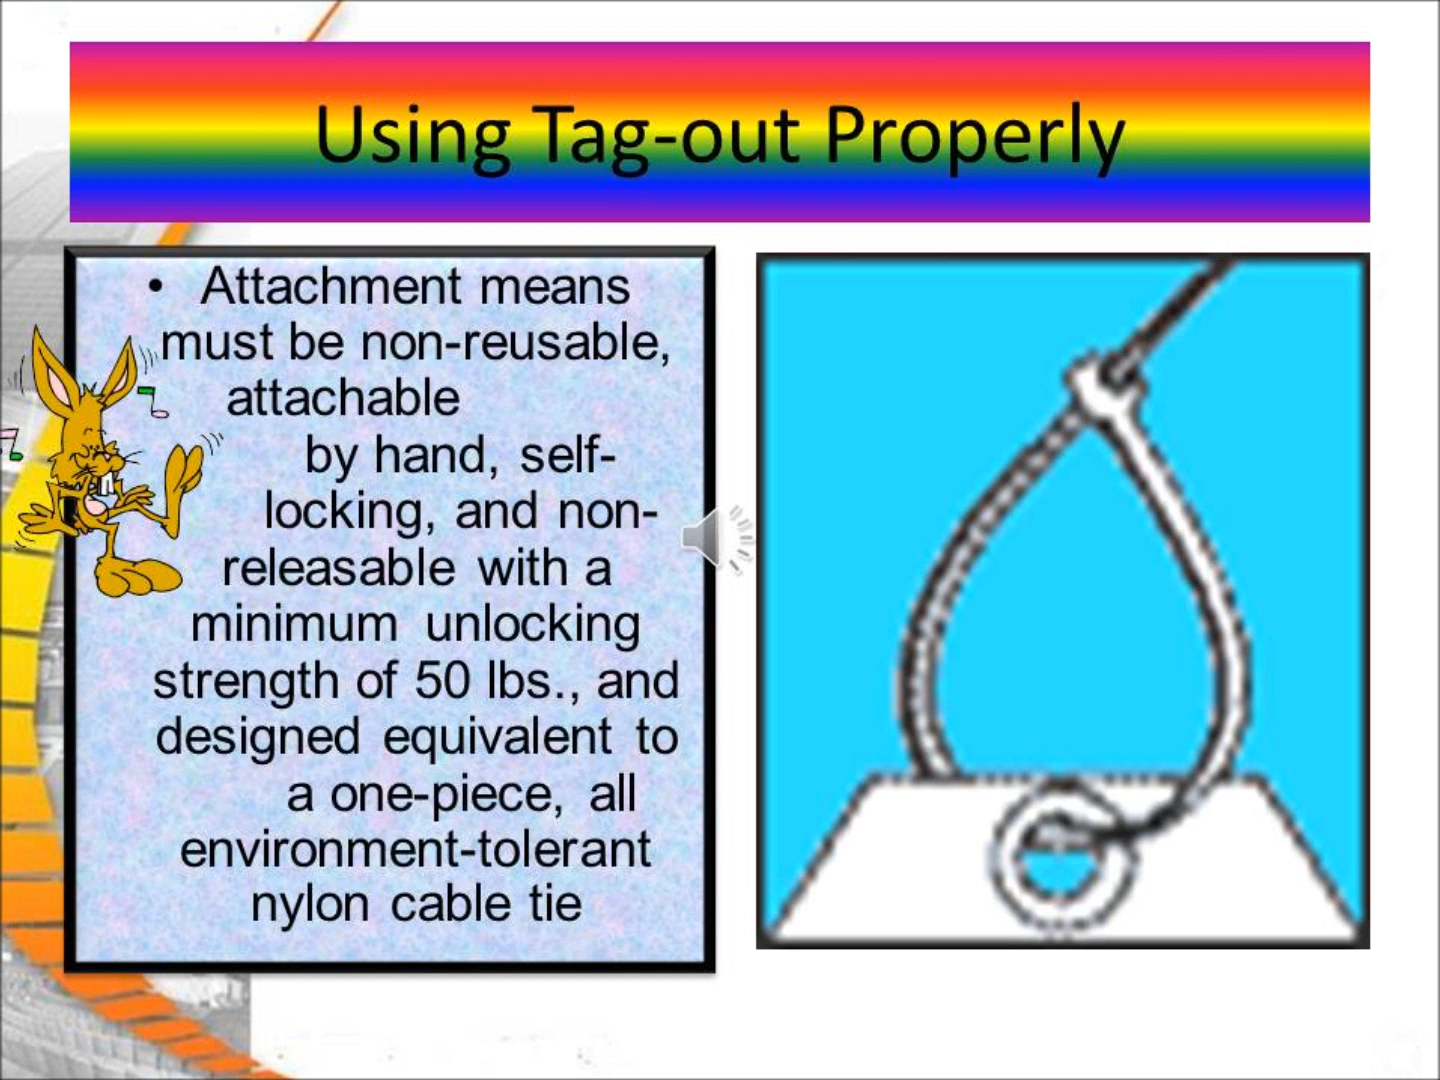 Using Tag-out Properly
• Attachment means
must be non-reusable,
attachable
by hand, self-
locking, and non-
releasable with a
minimum unlocking
strength of 50 lbs., and
designed equivalent to
a one-piece, all
environment-tolerant
nylon cable tie